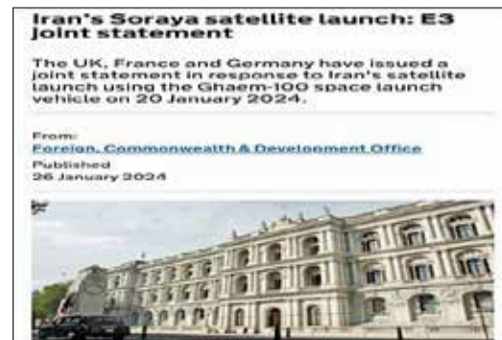 Iran's Soraya satellite launch: E3
joint statement
The UK, France and Germany have issued a
joint statement in response to Iran's satellite
launch using the Ghaem-100 space launch
vehicle on 20 January 2024.
From:
Foreign, Commonwealth & Development Office
Published
26 January 2024